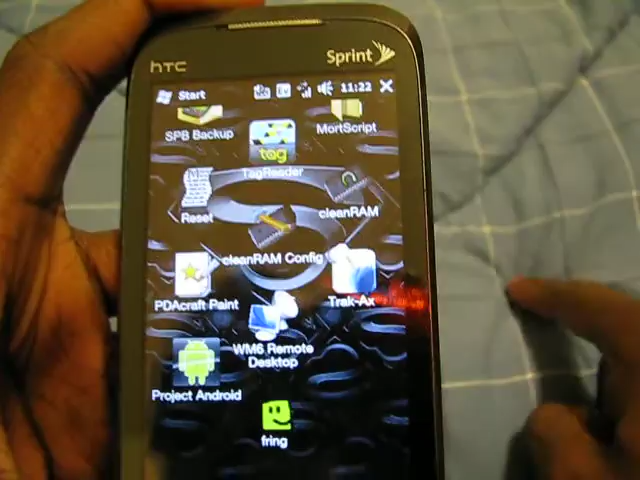 hTC
Sprint
Start
11:22
SPB Backup
MortScript
tag
TagReader
Reset
cleanRAM
cleanRAM Config
PDAcraft Paint
Trak-Ax
WM6 Remote
Desktop
Project Android
fring